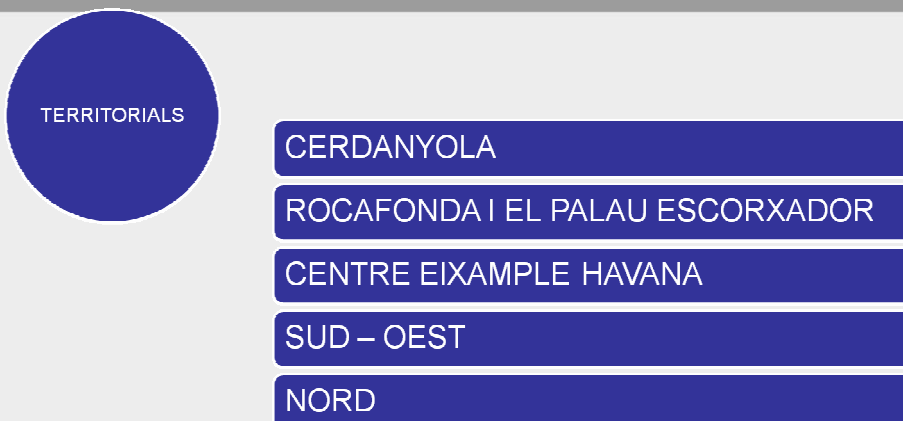 TERRITORIALS
CERDANYOLA
ROCAFONDA I EL PALAU ESCORXADOR
CENTRE EIXAMPLE HAVANA
SUD – OEST
NORD